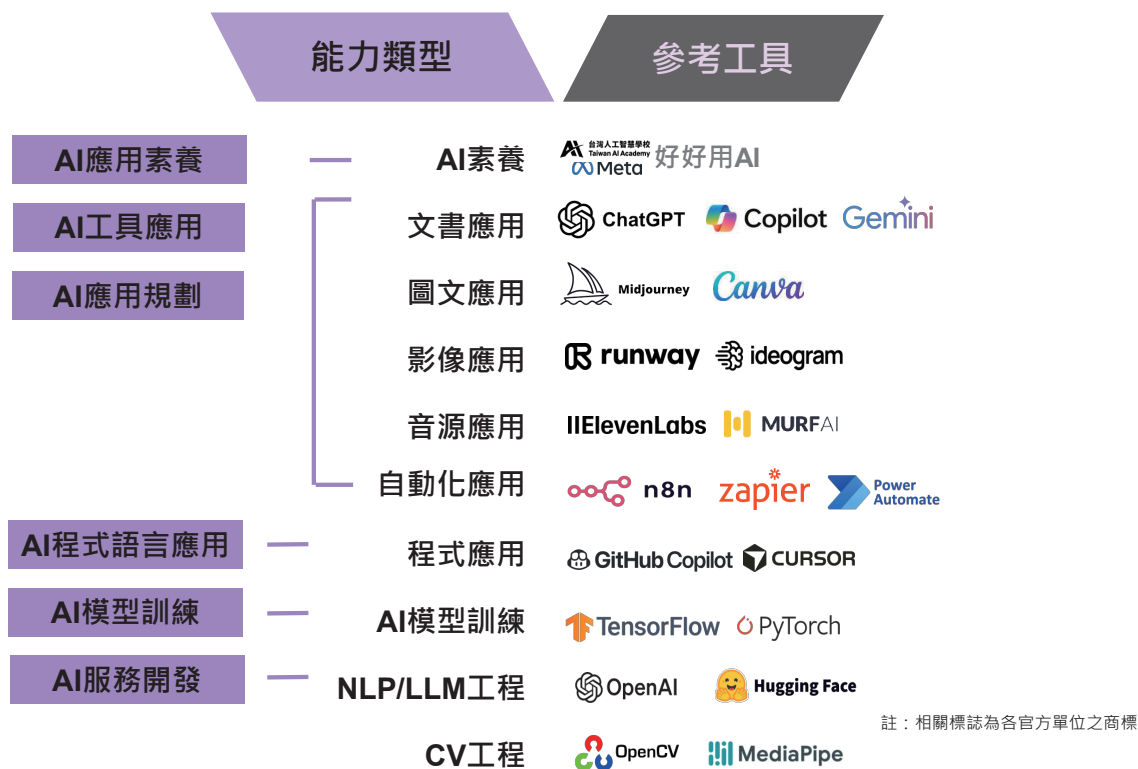 能力類型 參考工具
AI應用素養 AI素養 台灣人工智慧學校 Taiwan AI Academy Meta 好好用AI
AI工具應用 文書應用 ChatGPT Copilot Gemini
AI應用規劃 圖文應用 Midjourney Canva
影像應用 runway ideogram
音源應用 IIElevenLabs MURFAI
自動化應用 n8n zapier Power Automate
AI程式語言應用 程式應用 GitHub Copilot CURSOR
AI模型訓練 AI模型訓練 TensorFlow PyTorch
AI服務開發 NLP/LLM工程 OpenAI Hugging Face
註：相關標誌為各官方單位之商標
CV工程 OpenCV MediaPipe